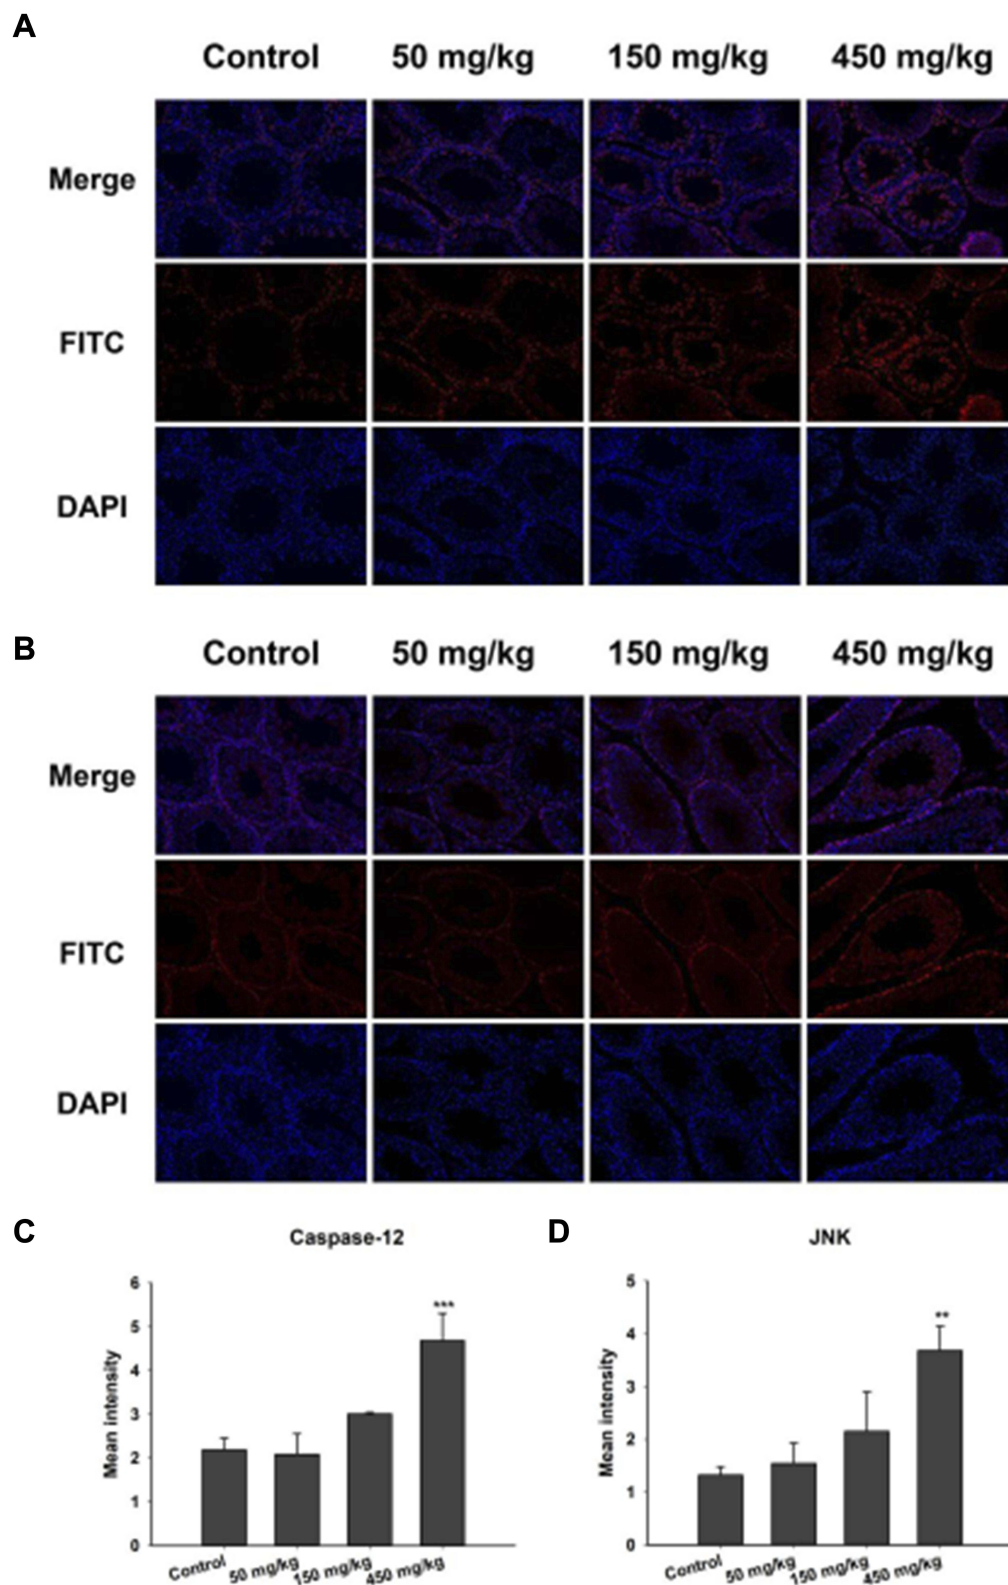 A
Control 50 mg/kg 150 mg/kg 450 mg/kg
Merge
FITC
DAPI
B
Control 50 mg/kg 150 mg/kg 450 mg/kg
Merge
FITC
DAPI
C
Caspase-12
Mean intensity
6
5
4
3
2
1
0
***
Control 50 mg/kg 150 mg/kg 450 mg/kg
D
JNK
Mean intensity
5
4
3
2
1
0
**
Control 50 mg/kg 150 mg/kg 450 mg/kg